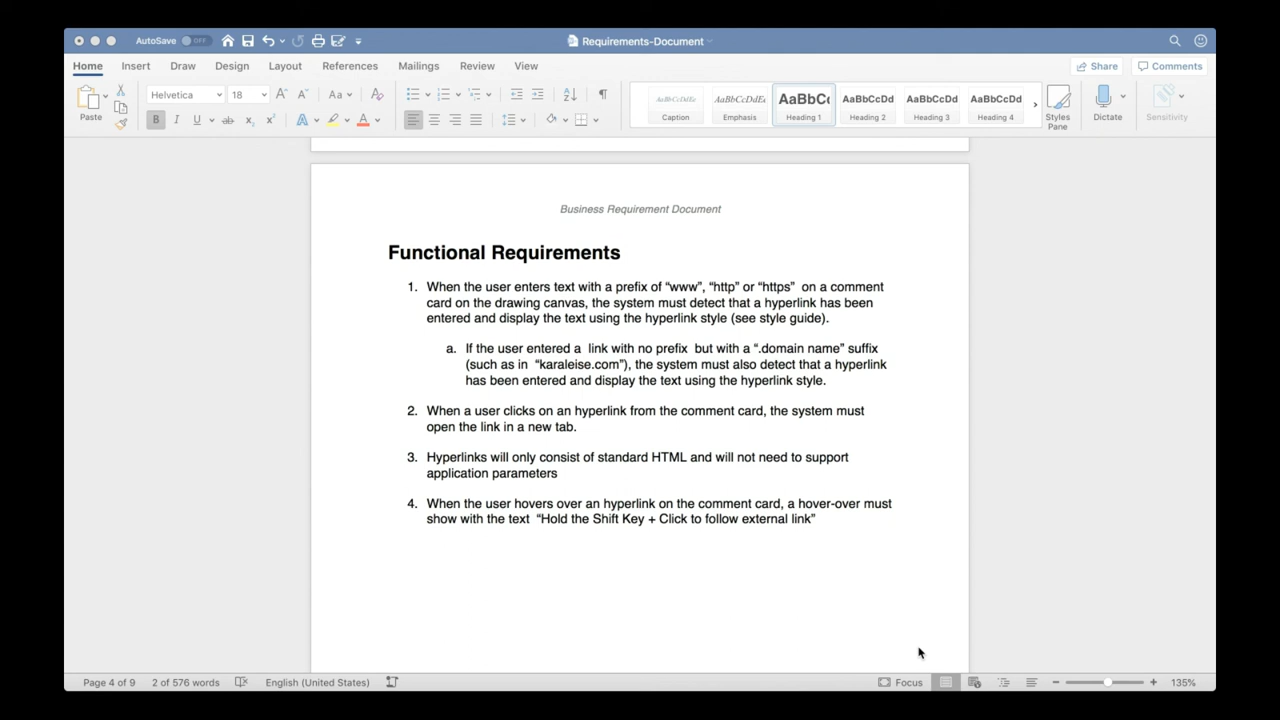 AutoSave OFF
Requirements-Document
Home Insert Draw Design Layout References Mailings Review View
Share Comments
Paste
Helvetica 18
AaBbCcDdEe AaBbCcDdEe AaBbCc AaBbCcDd AaBbCcDd AaBbCcDd
Caption Emphasis Heading 1 Heading 2 Heading 3 Heading 4
Styles
Pane
Dictate
Sensitivity
Business Requirement Document
Functional Requirements
1. When the user enters text with a prefix of “www”, “http” or “https” on a comment
card on the drawing canvas, the system must detect that a hyperlink has been
entered and display the text using the hyperlink style (see style guide).
a. If the user entered a link with no prefix but with a “.domain name” suffix
(such as in “karaleise.com”), the system must also detect that a hyperlink
has been entered and display the text using the hyperlink style.
2. When a user clicks on an hyperlink from the comment card, the system must
open the link in a new tab.
3. Hyperlinks will only consist of standard HTML and will not need to support
application parameters
4. When the user hovers over an hyperlink on the comment card, a hover-over must
show with the text “Hold the Shift Key + Click to follow external link”
Page 4 of 9 2 of 576 words English (United States) Focus 135%